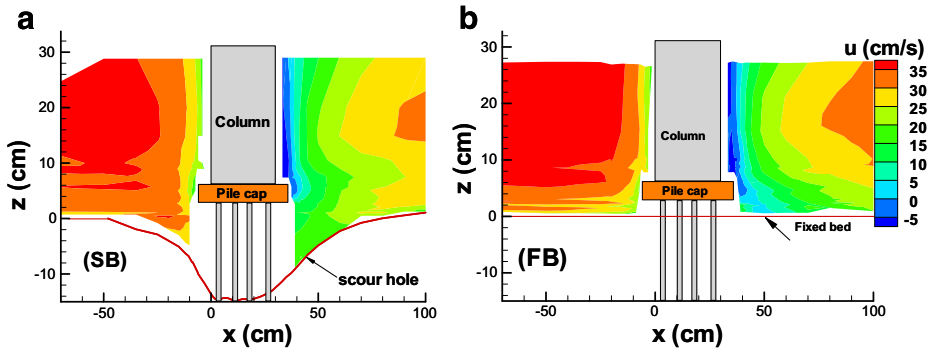 a
30
20
10
0
-10
z (cm)
Column
Pile cap
(SB)
scour hole
-50
0
50
100
x (cm)
b
30
20
10
0
-10
z (cm)
Column
Pile cap
(FB)
Fixed bed
-50
0
50
100
x (cm)
u (cm/s)
35
30
25
20
15
10
5
0
-5